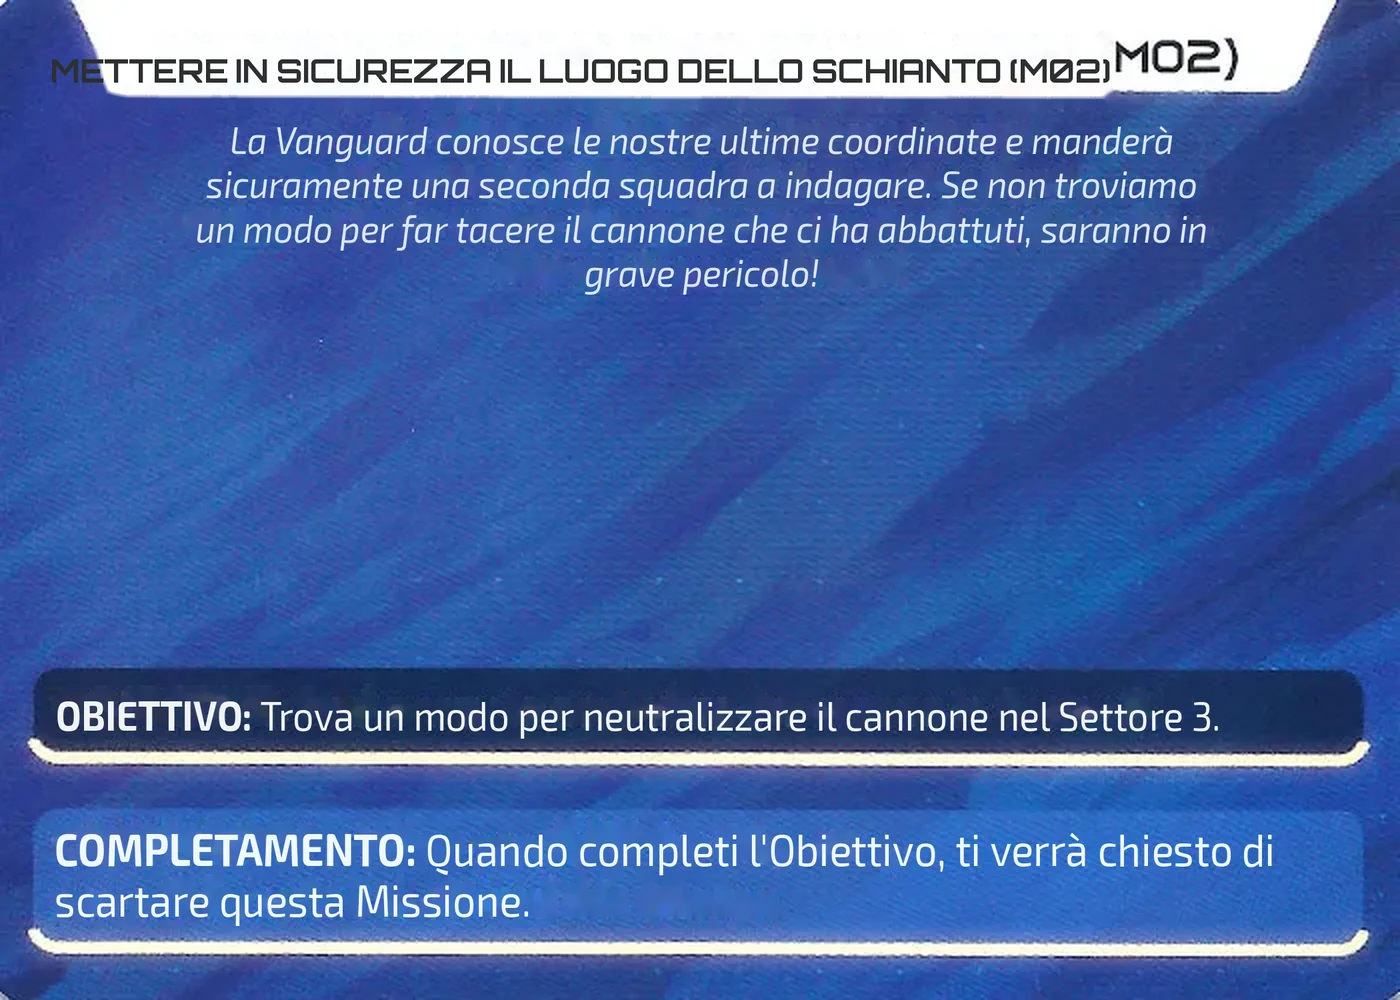 METTERE IN SICUREZZA IL LUOGO DELLO SCHIANTO (M02) M02)
La Vanguard conosce le nostre ultime coordinate e manderà
sicuramente una seconda squadra a indagare. Se non troviamo
un modo per far tacere il cannone che ci ha abbattuti, saranno in
grave pericolo!
OBIETTIVO: Trova un modo per neutralizzare il cannone nel Settore 3.
COMPLETAMENTO: Quando completi l'Obiettivo, ti verrà chiesto di
scartare questa Missione.